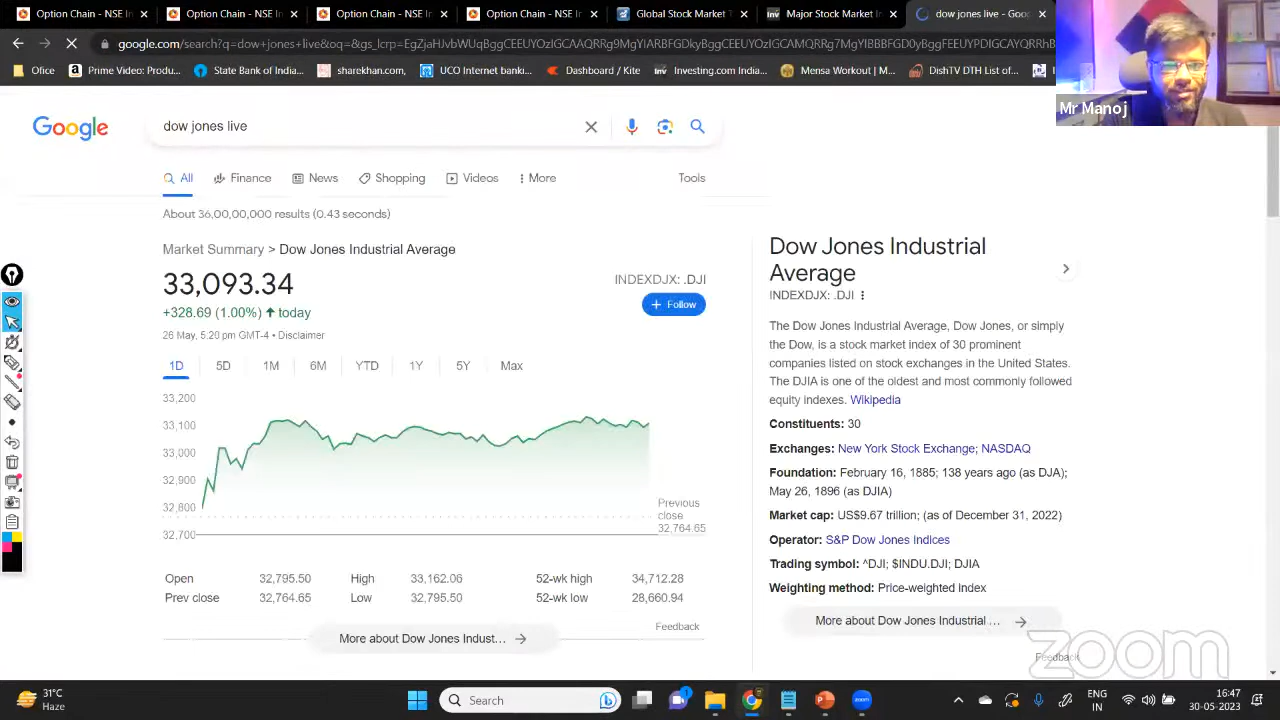 Option Chain - NSE In
Option Chain - NSE In
Option Chain - NSE In
Option Chain - NSE In
Global Stock Market T
inv Major Stock Market In
dow jones live - Goo
google.com/search?q=dow+jones+live&oq=&gs_lcrp=EgZjaHJvbWUqBggCEEUYOzIGCAAQRRg9MgYIARBFGDkyBggCEEUYOzIGCAMQRRg7MgYIBBBFGD0yBggFEEUYPDIGCAYQRRhB
Ofice
Prime Video: Produ...
State Bank of India...
sharekhan.com,
UCO Internet banki...
Dashboard / Kite
inv Investing.com India...
Mensa Workout | M...
DishTV DTH List of...
Mr Manoj
Google
dow jones live
All
Finance
News
Shopping
Videos
More
Tools
About 36,00,00,000 results (0.43 seconds)
Market Summary > Dow Jones Industrial Average
33,093.34
INDEXDJX: .DJI
+328.69 (1.00%) today
+ Follow
26 May, 5:20 pm GMT-4 • Disclaimer
1D 5D 1M 6M YTD 1Y 5Y Max
33,200
33,100
33,000
32,900
32,800
32,700
Previous
close
32,764.65
Open 32,795.50 High 33,162.06 52-wk high 34,712.28
Prev close 32,764.65 Low 32,795.50 52-wk low 28,660.94
Feedback
More about Dow Jones Indust...
Dow Jones Industrial
Average
INDEXDJX: .DJI
The Dow Jones Industrial Average, Dow Jones, or simply
the Dow, is a stock market index of 30 prominent
companies listed on stock exchanges in the United States.
The DJIA is one of the oldest and most commonly followed
equity indexes. Wikipedia
Constituents: 30
Exchanges: New York Stock Exchange; NASDAQ
Foundation: February 16, 1885; 138 years ago (as DJA);
May 26, 1896 (as DJIA)
Market cap: US$9.67 trillion; (as of December 31, 2022)
Operator: S&P Dow Jones Indices
Trading symbol: ^DJI; $INDU.DJI; DJIA
Weighting method: Price-weighted index
More about Dow Jones Industrial ...
Feedback
zoom
31°C
Haze
Search
1
ENG
IN
16:47
30-05-2023